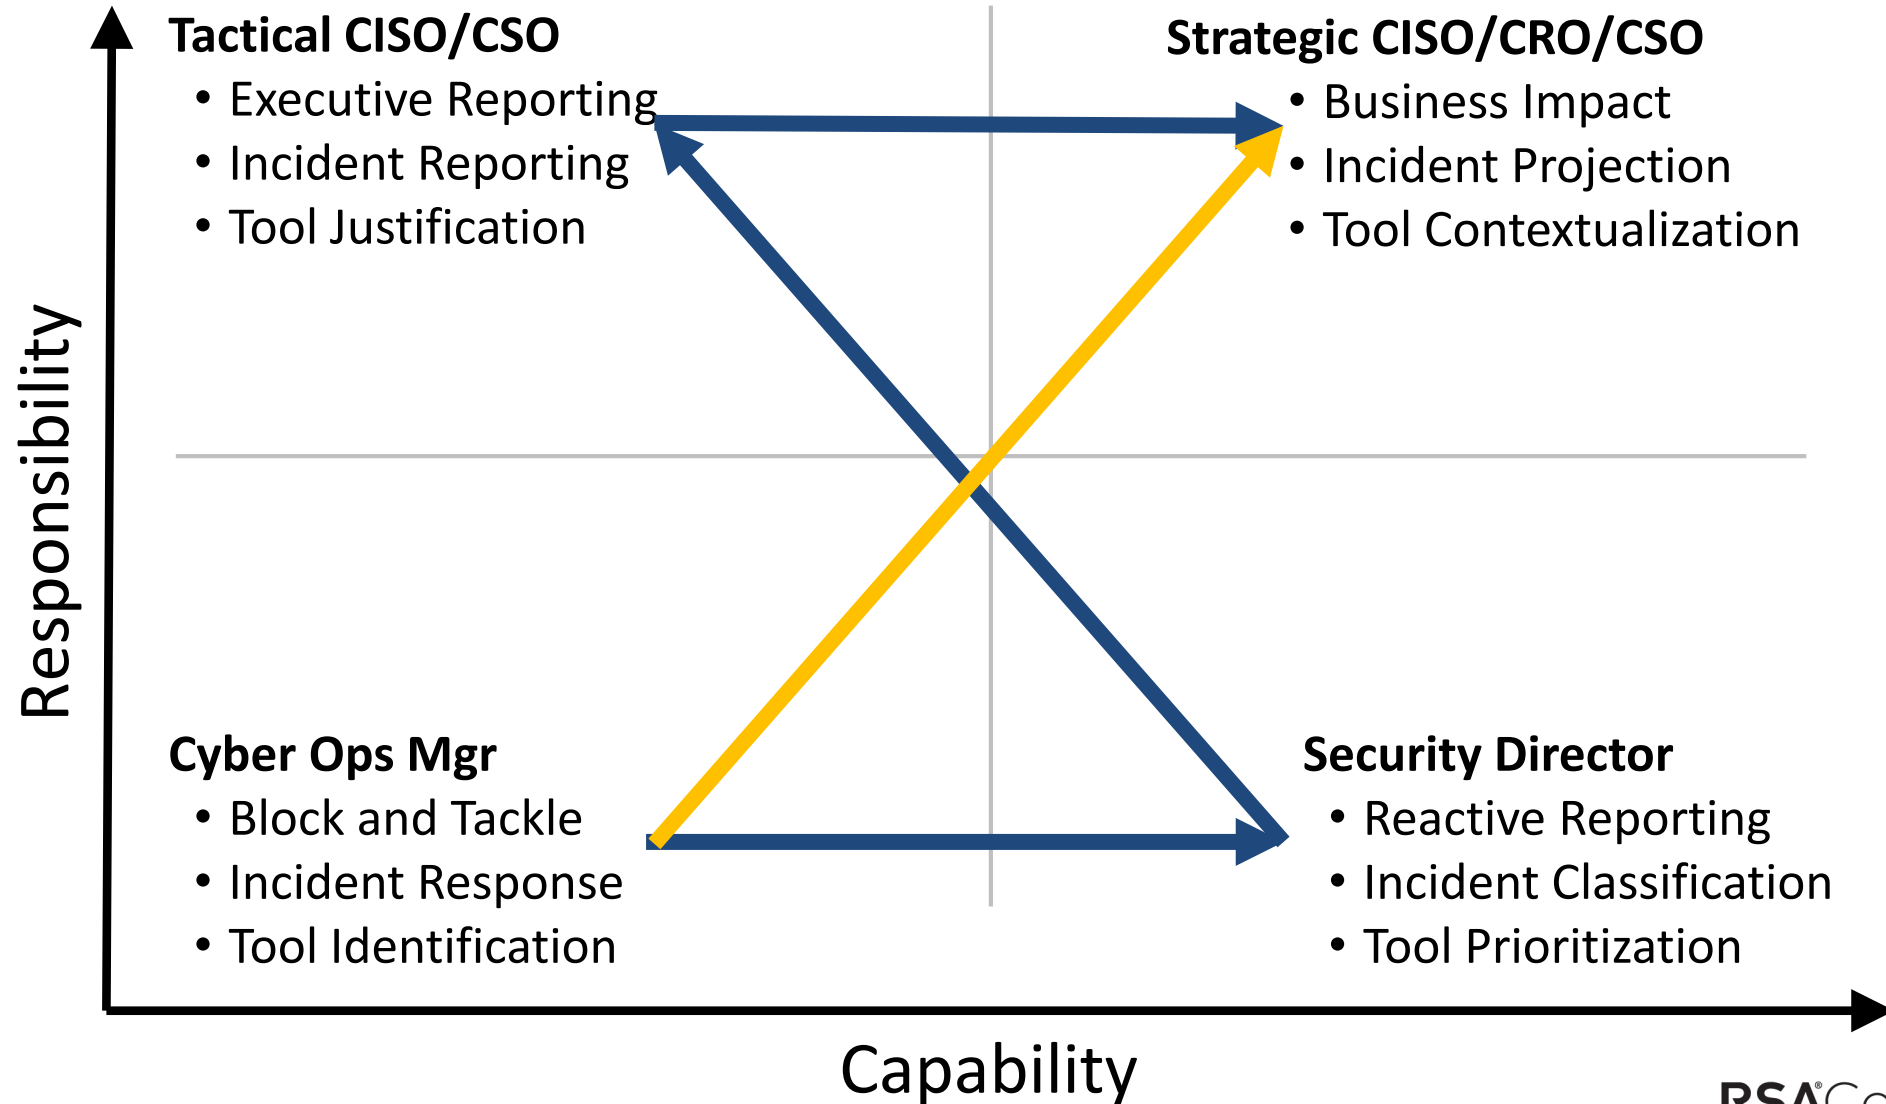 Tactical CISO/CSO
• Executive Reporting
• Incident Reporting
• Tool Justification
Strategic CISO/CRO/CSO
• Business Impact
• Incident Projection
• Tool Contextualization
Responsibility
Cyber Ops Mgr
• Block and Tackle
• Incident Response
• Tool Identification
Security Director
• Reactive Reporting
• Incident Classification
• Tool Prioritization
Capability